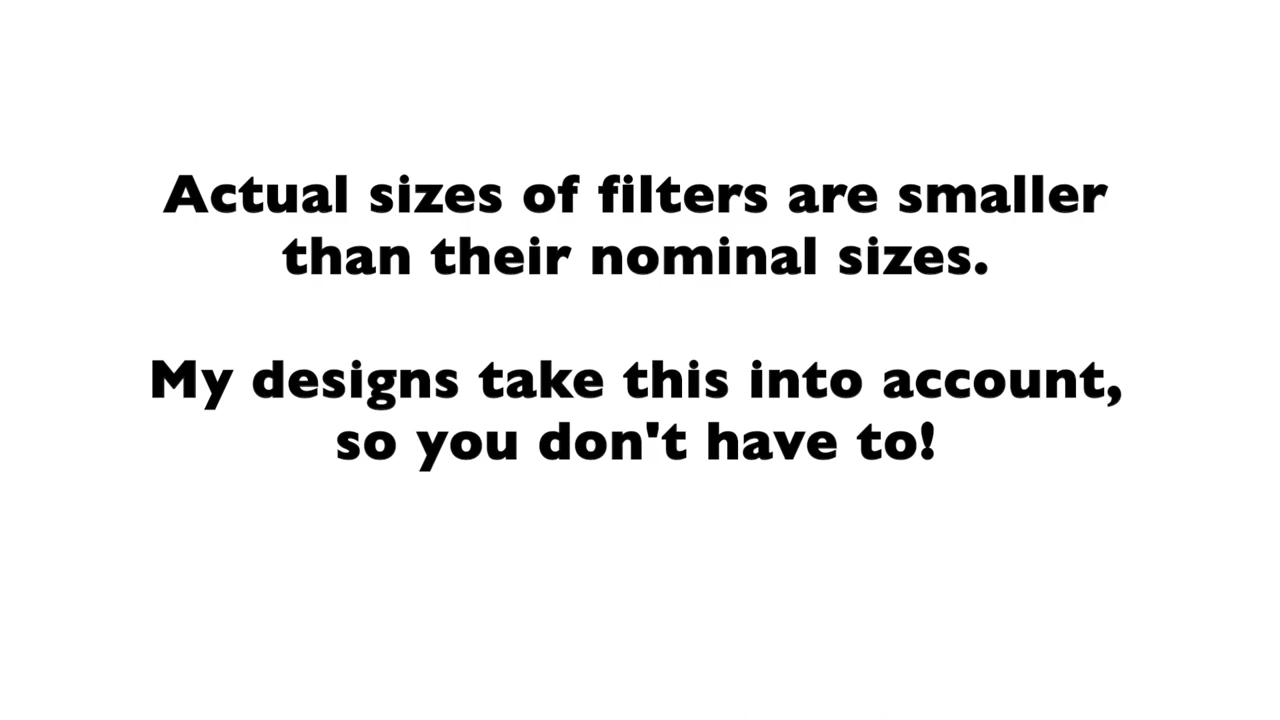 Actual sizes of filters are smaller
than their nominal sizes.
My designs take this into account,
so you don't have to!